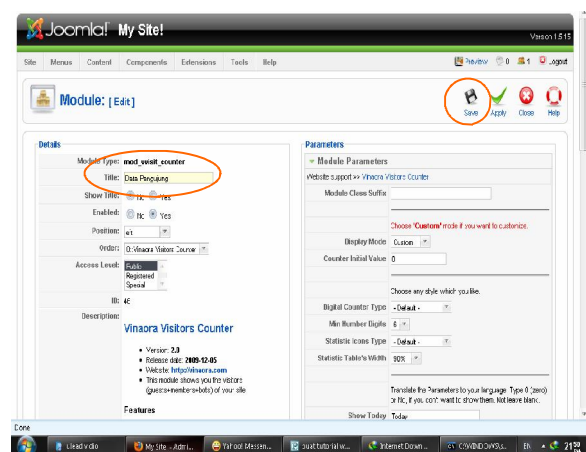 Joomla! My Site!
Version 1.5.15
Site Menus Content Components Extensions Tools Help
Preview 0 1 Logout
Module: [Edit]
Save Apply Close Help
Details
Module Type: mod_vvisit_counter
Title: Data Pengujung
Show Title: No Yes
Enabled: No Yes
Position: left
Order: 0::Vinaora Visitors Counter
Access Level: Public
Registered
Special
ID: 46
Description:
Vinaora Visitors Counter
Version: 2.0
Release date: 2009-12-05
Website: http://vinaora.com
This module shows you the visitors
(guests+members+bots) of your site
Features
Parameters
Module Parameters
Website support >> Vinaora Visitors Counter
Module Class Suffix
Choose "Custom" mode if you want to customize.
Display Mode Custom
Counter Initial Value 0
Choose any style which you like.
Digital Counter Type - Default -
Min Number Digits 6
Statistic Icons Type - Default -
Statistic Table's Width 90%
Translate the Parameters to your language. Type 0 (zero)
or No, if you don't want to show them. Not leave blank.
Show Today Today
Done
My Site - Admi... Yahoo! Messen... buat tutorial w... Internet Down... C:\WINDOWS\s... EN 21:50